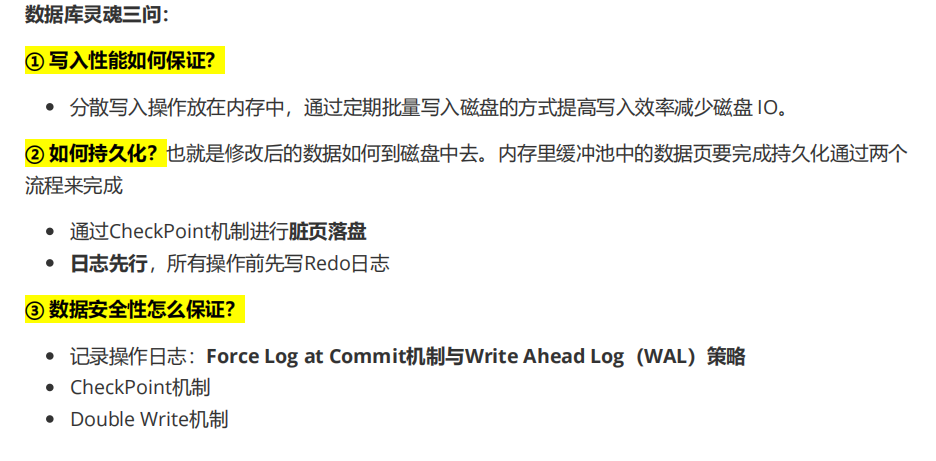 数据库灵魂三问：
① 写入性能如何保证？
• 分散写入操作放在内存中，通过定期批量写入磁盘的方式提高写入效率减少磁盘 IO。
② 如何持久化？也就是修改后的数据如何到磁盘中去。内存里缓冲池中的数据页要完成持久化通过两个
流程来完成
• 通过CheckPoint机制进行脏页落盘
• 日志先行，所有操作前先写Redo日志
③ 数据安全性怎么保证？
• 记录操作日志：Force Log at Commit机制与Write Ahead Log（WAL）策略
• CheckPoint机制
• Double Write机制